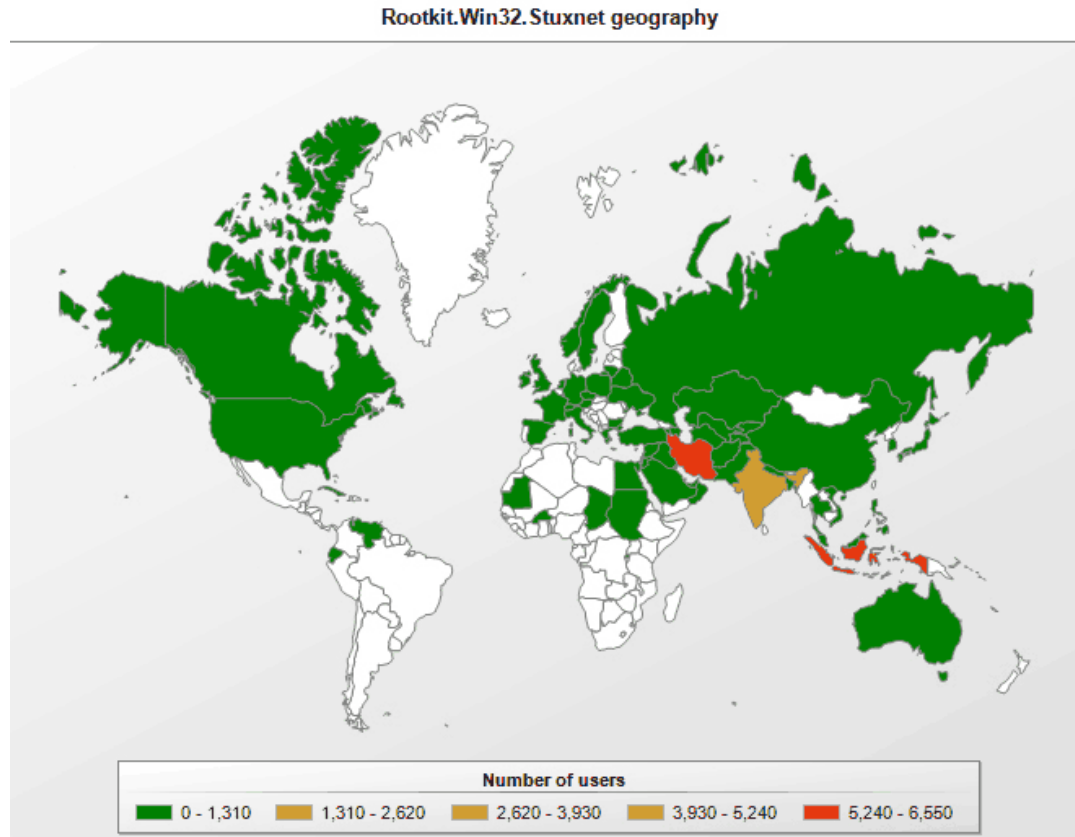 Rootkit.Win32.Stuxnet geography
Number of users
0 - 1,310 1,310 - 2,620 2,620 - 3,930 3,930 - 5,240 5,240 - 6,550